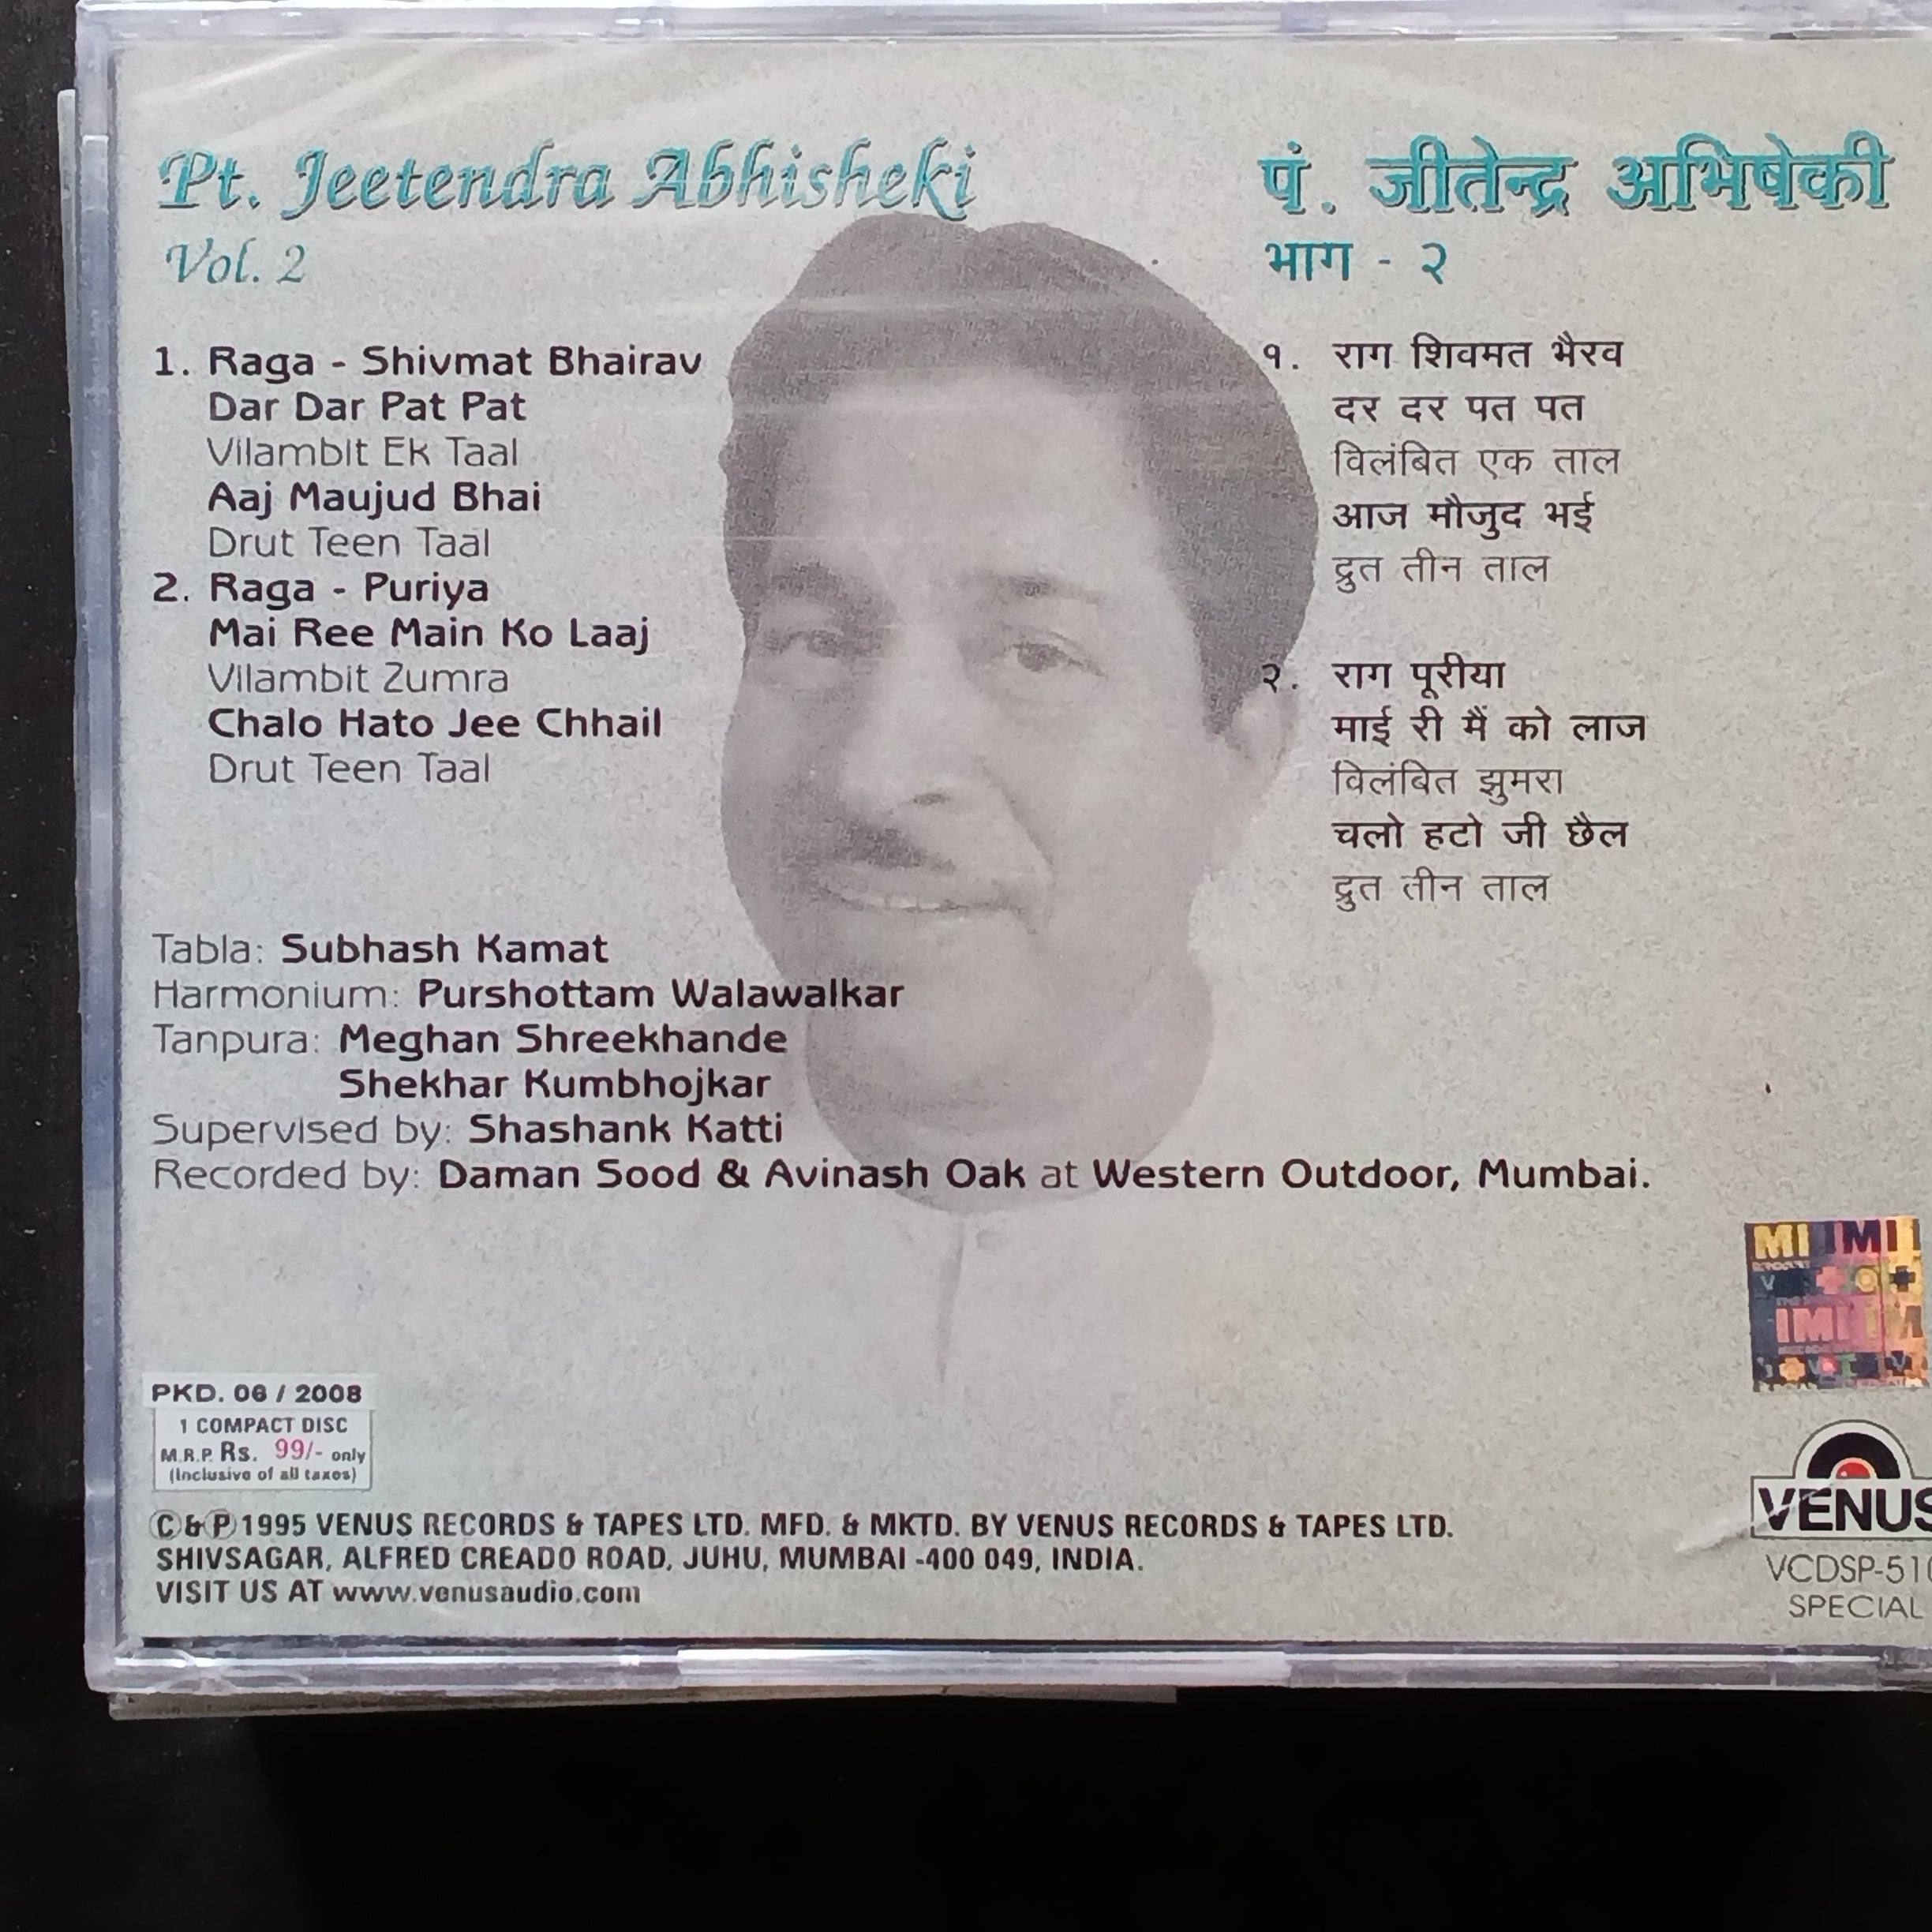 Pt. Jeetendra Abhisheki
Vol. 2
1. Raga - Shivmat Bhairav
Dar Dar Pat Pat
Vilambit Ek Taal
Aaj Maujud Bhai
Drut Teen Taal
2. Raga - Puriya
Mai Ree Main Ko Laaj
Vilambit Zumra
Chalo Hato Jee Chhail
Drut Teen Taal
पं. जीतेन्द्र अभिषेकी
भाग - २
१. राग शिवमत भैरव
दर दर पत पत
विलंबित एक ताल
आज मौजुद भई
द्रुत तीन ताल
२. राग पूरीया
माई री मैं को लाज
विलंबित झुमरा
चलो हटो जी छैल
द्रुत तीन ताल
Tabla: Subhash Kamat
Harmonium: Purshottam Walawalkar
Tanpura: Meghan Shreekhande
Shekhar Kumbhojkar
Supervised by: Shashank Katti
Recorded by: Daman Sood & Avinash Oak at Western Outdoor, Mumbai.
PKD. 06 / 2008
1 COMPACT DISC
M.R.P. Rs. 99/- only
(Inclusive of all taxes)
©&℗1995 VENUS RECORDS & TAPES LTD. MFD. & MKTD. BY VENUS RECORDS & TAPES LTD.
SHIVSAGAR, ALFRED CREADO ROAD, JUHU, MUMBAI -400 049, INDIA.
VISIT US AT www.venusaudio.com
IMI
VENUS
VCDSP-510
SPECIAL